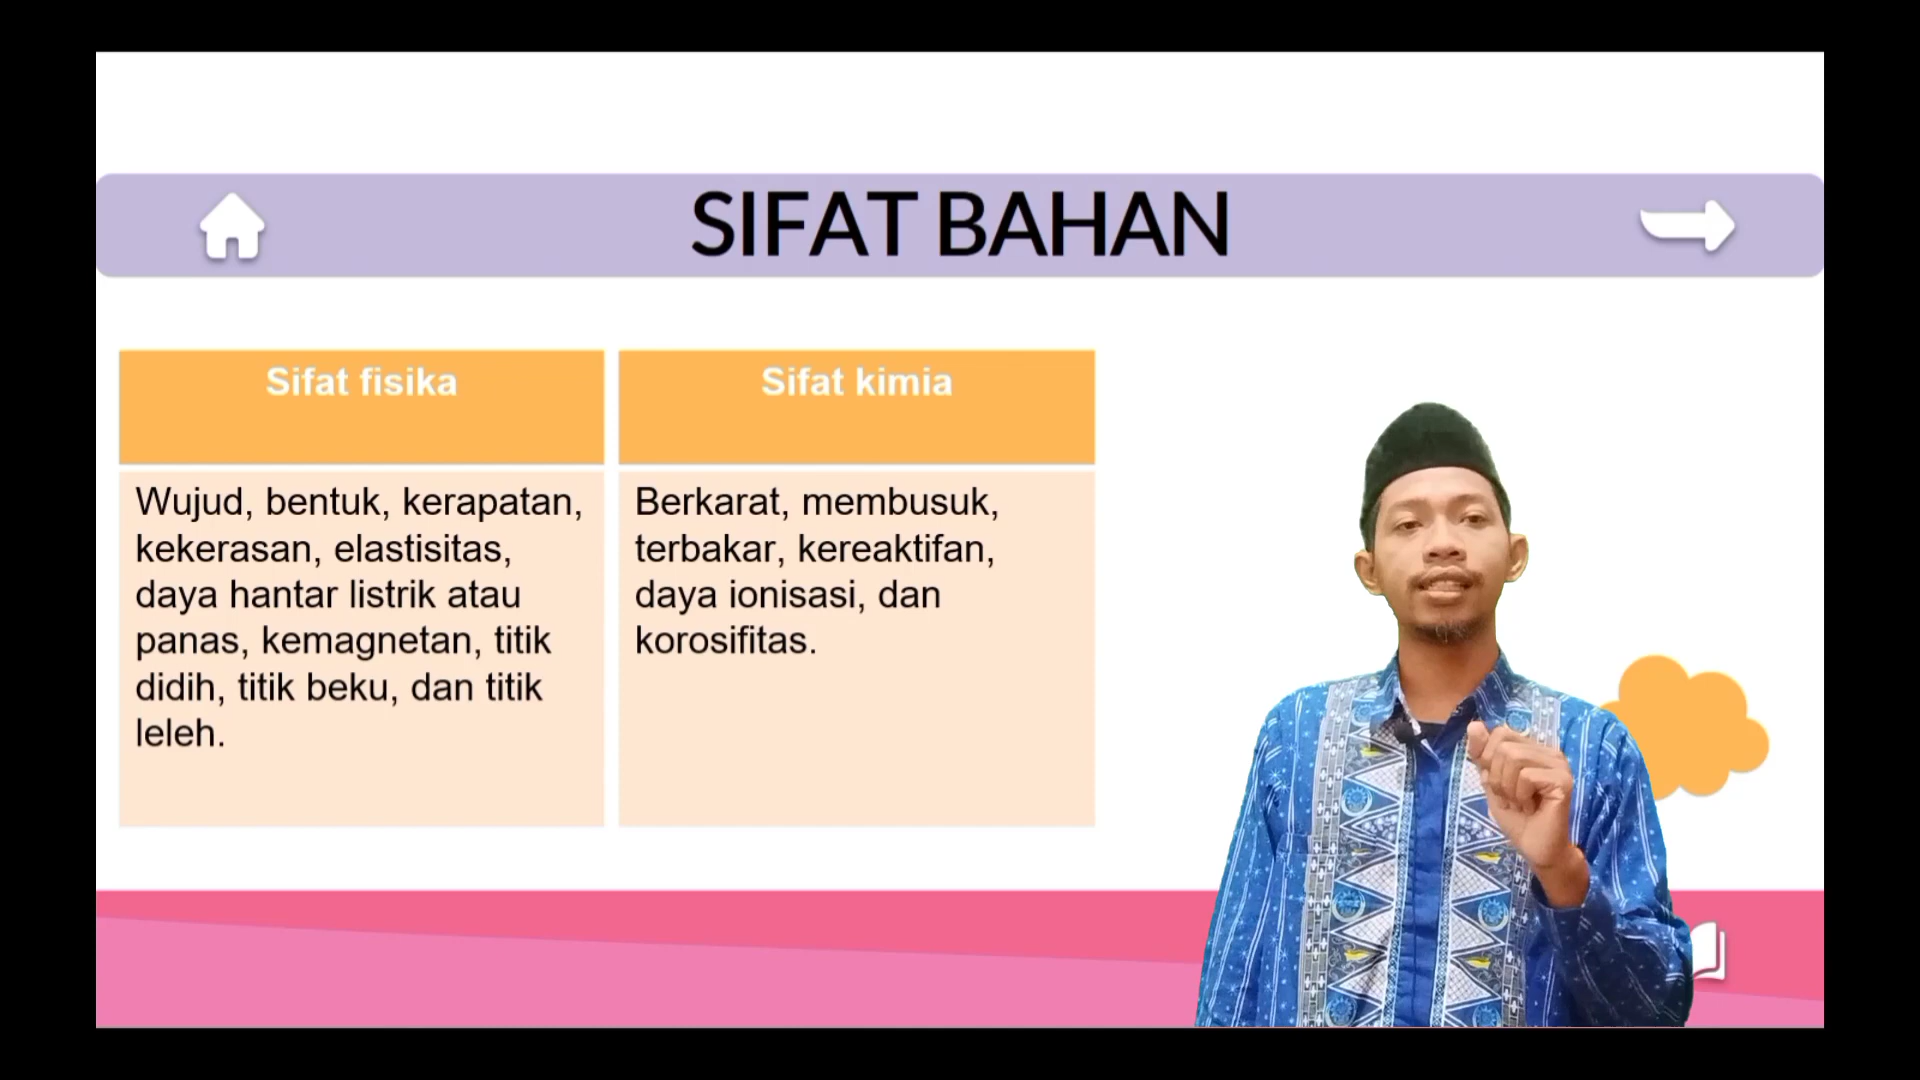 SIFAT BAHAN
Sifat fisika
Wujud, bentuk, kerapatan,
kekerasan, elastisitas,
daya hantar listrik atau
panas, kemagnetan, titik
didih, titik beku, dan titik
leleh.
Sifat kimia
Berkarat, membusuk,
terbakar, kereaktifan,
daya ionisasi, dan
korosifitas.